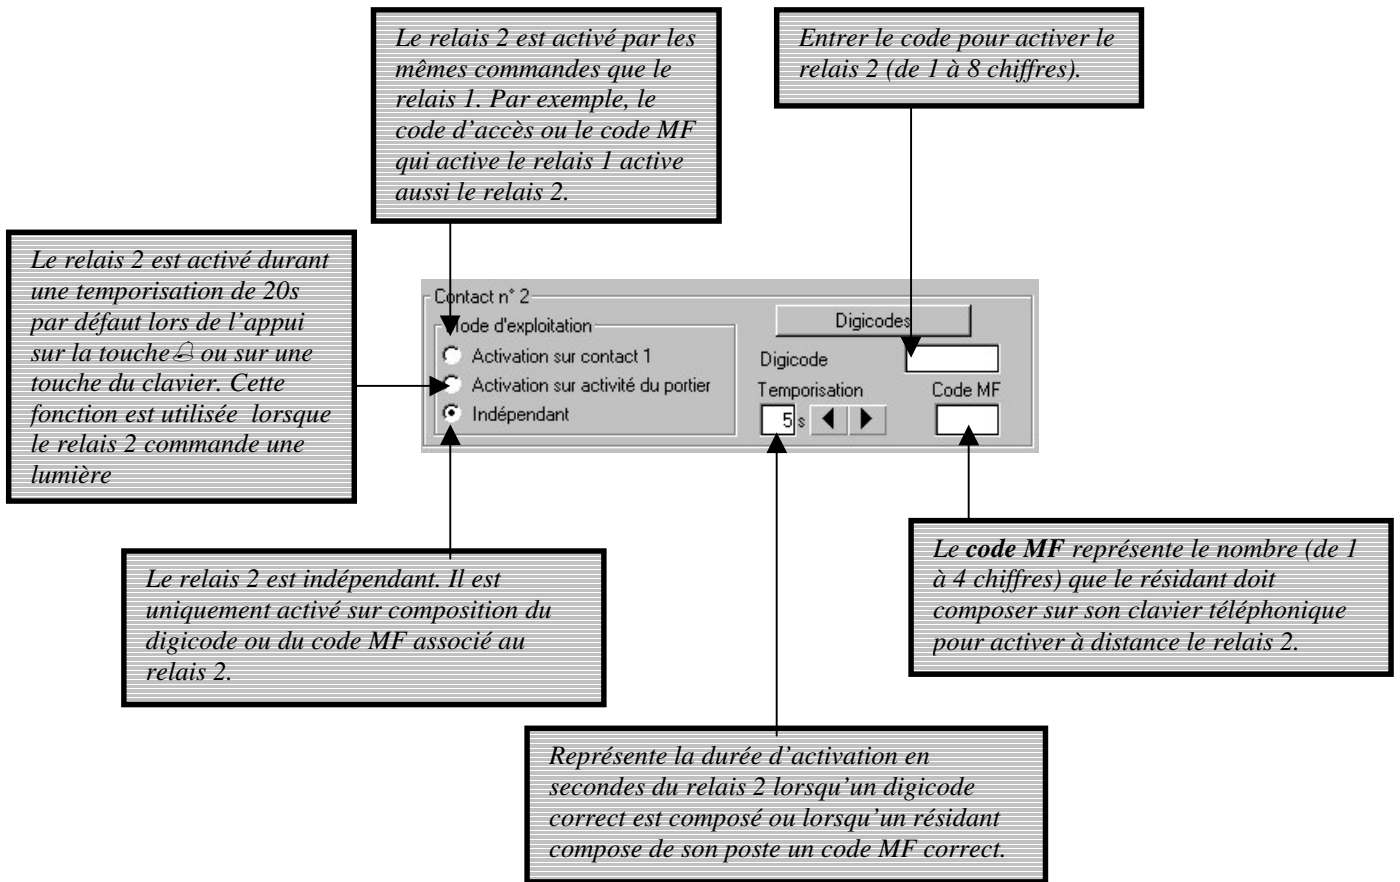 Le relais 2 est activé par les
mêmes commandes que le
relais 1. Par exemple, le
code d'accès ou le code MF
qui active le relais 1 active
aussi le relais 2.
Entrer le code pour activer le
relais 2 (de 1 à 8 chiffres).
Le relais 2 est activé durant
une temporisation de 20s
par défaut lors de l'appui
sur la touche ou sur une
touche du clavier. Cette
fonction est utilisée lorsque
le relais 2 commande une
lumière
Contact n° 2
Mode d'exploitation
Activation sur contact 1
Activation sur activité du portier
Indépendant
Digicodes
Digicode
Temporisation
Code MF
5 s
Le relais 2 est indépendant. Il est
uniquement activé sur composition du
digicode ou du code MF associé au
relais 2.
Le code MF représente le nombre (de 1
à 4 chiffres) que le résidant doit
composer sur son clavier téléphonique
pour activer à distance le relais 2.
Représente la durée d'activation en
secondes du relais 2 lorsqu'un digicode
correct est composé ou lorsqu'un résidant
compose de son poste un code MF correct.